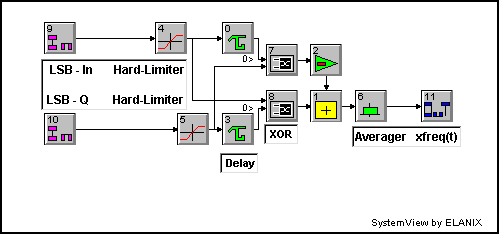 9 4 0
7 2
0>
LSB - In Hard-Limiter
LSB - Q Hard-Limiter
8 1 6 11
0>
10 5 3
XOR
Averager xfreq(t)
Delay
SystemView by ELANIX